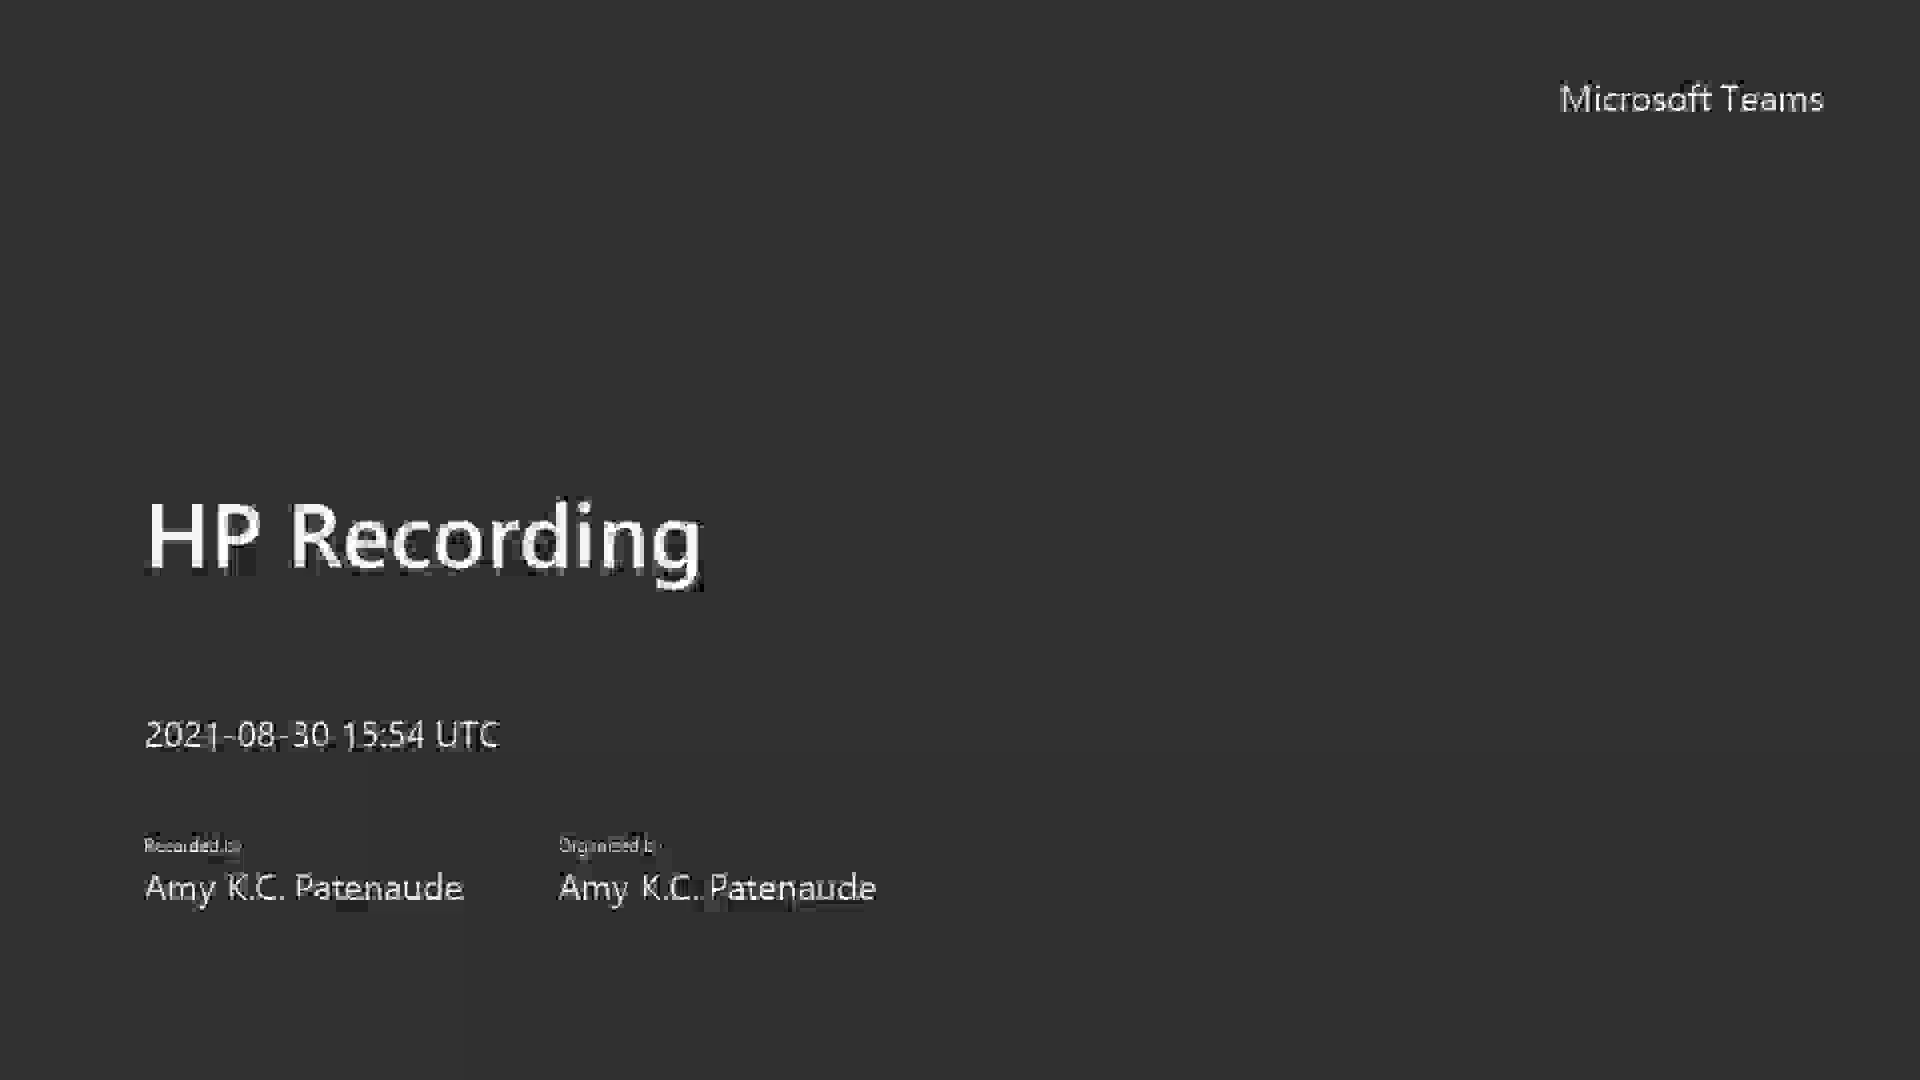 Microsoft Teams
HP Recording
2021-08-30 15:54 UTC
Recorded by
Organized by
Amy K.C. Patenaude
Amy K.C. Patenaude